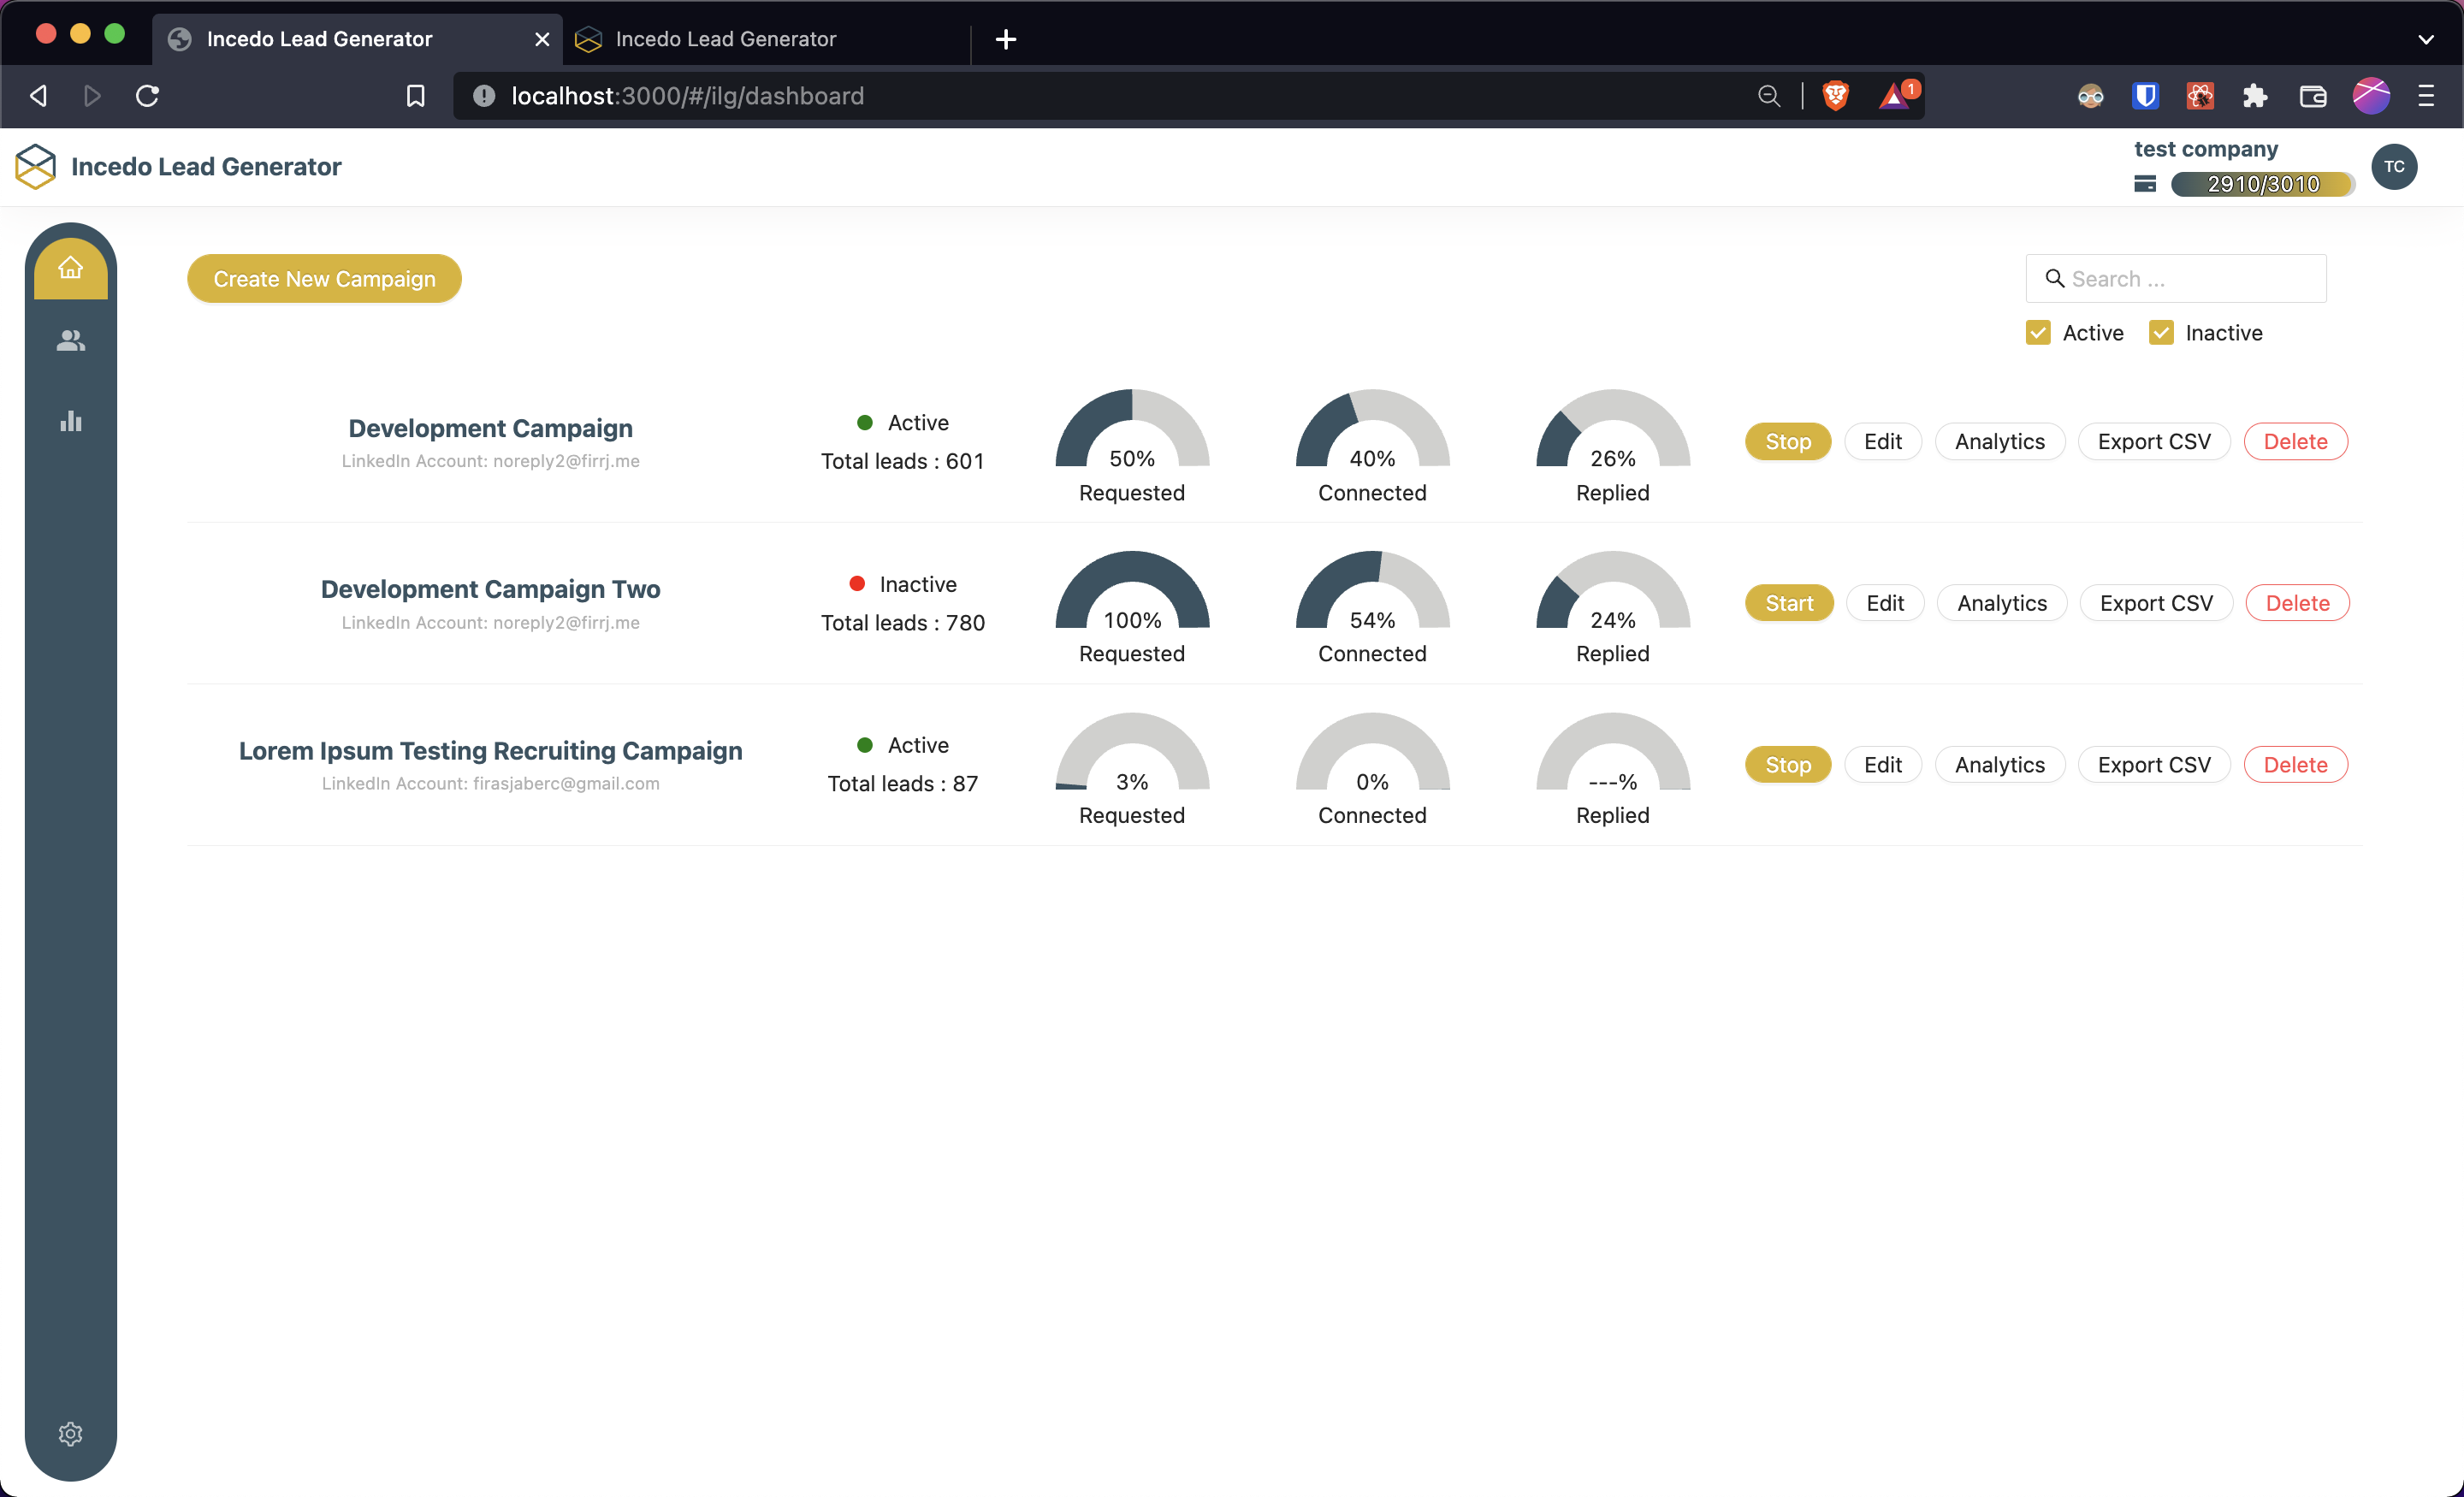 Incedo Lead Generator
Incedo Lead Generator
localhost:3000/#/ilg/dashboard
1
Incedo Lead Generator
test company
2910/3010
TC
Create New Campaign
Search ...
Active
Inactive
Development Campaign
LinkedIn Account: noreply2@firrj.me
Active
Total leads : 601
50%
Requested
40%
Connected
26%
Replied
Stop
Edit
Analytics
Export CSV
Delete
Development Campaign Two
LinkedIn Account: noreply2@firrj.me
Inactive
Total leads : 780
100%
Requested
54%
Connected
24%
Replied
Start
Edit
Analytics
Export CSV
Delete
Lorem Ipsum Testing Recruiting Campaign
LinkedIn Account: firasjaberc@gmail.com
Active
Total leads : 87
3%
Requested
0%
Connected
---%
Replied
Stop
Edit
Analytics
Export CSV
Delete